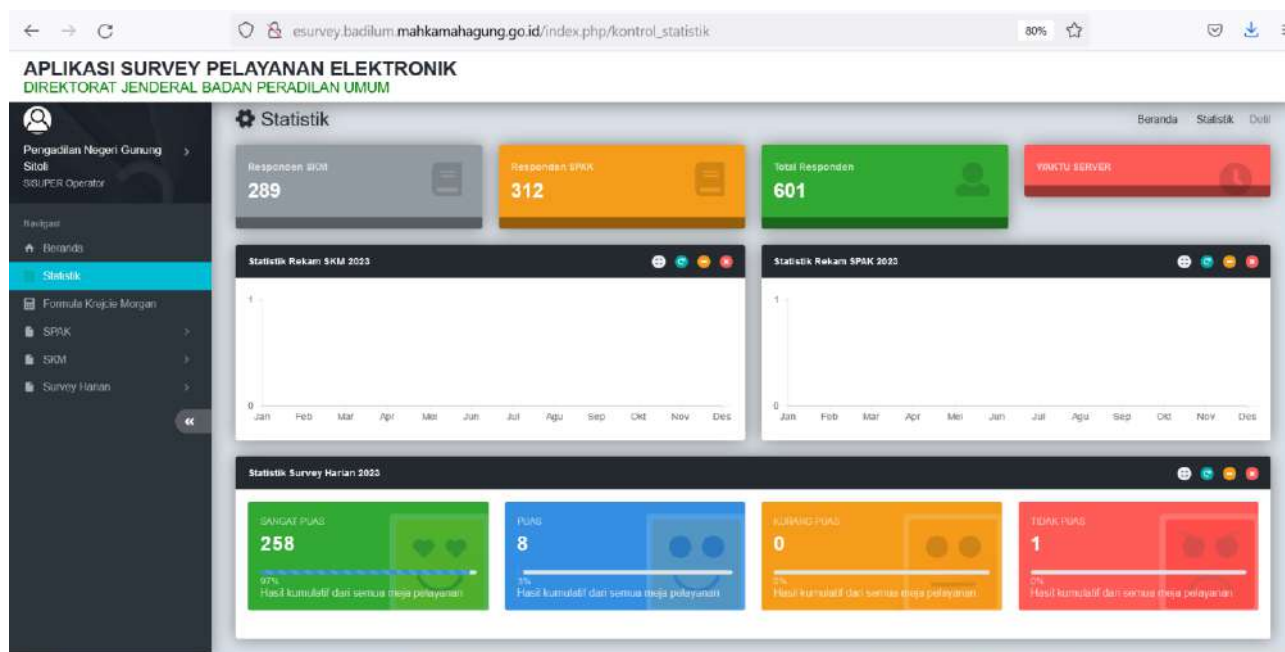 esurvey.badilum.mahkamahagung.go.id/index.php/kontrol_statistik
80%
APLIKASI SURVEY PELAYANAN ELEKTRONIK
DIREKTORAT JENDERAL BADAN PERADILAN UMUM
Pengadilan Negeri Gunung
Sitoli
SISUPER Operator
Navigasi
Beranda
Statistik
Formula Krejcie Morgan
SPAK
SKM
Survey Harian
Statistik
Beranda Statistik Detil
Responden SKM
289
Responden SPAK
312
Total Responden
601
WAKTU SERVER
Statistik Rekam SKM 2023
1
0
Jan Feb Mar Apr Mei Jun Jul Agu Sep Okt Nov Des
Statistik Rekam SPAK 2023
1
0
Jan Feb Mar Apr Mei Jun Jul Agu Sep Okt Nov Des
Statistik Survey Harian 2023
SANGAT PUAS
258
97%
Hasil kumulatif dari semua meja pelayanan
PUAS
8
3%
Hasil kumulatif dari semua meja pelayanan
KURANG PUAS
0
0%
Hasil kumulatif dari semua meja pelayanan
TIDAK PUAS
1
0%
Hasil kumulatif dari semua meja pelayanan